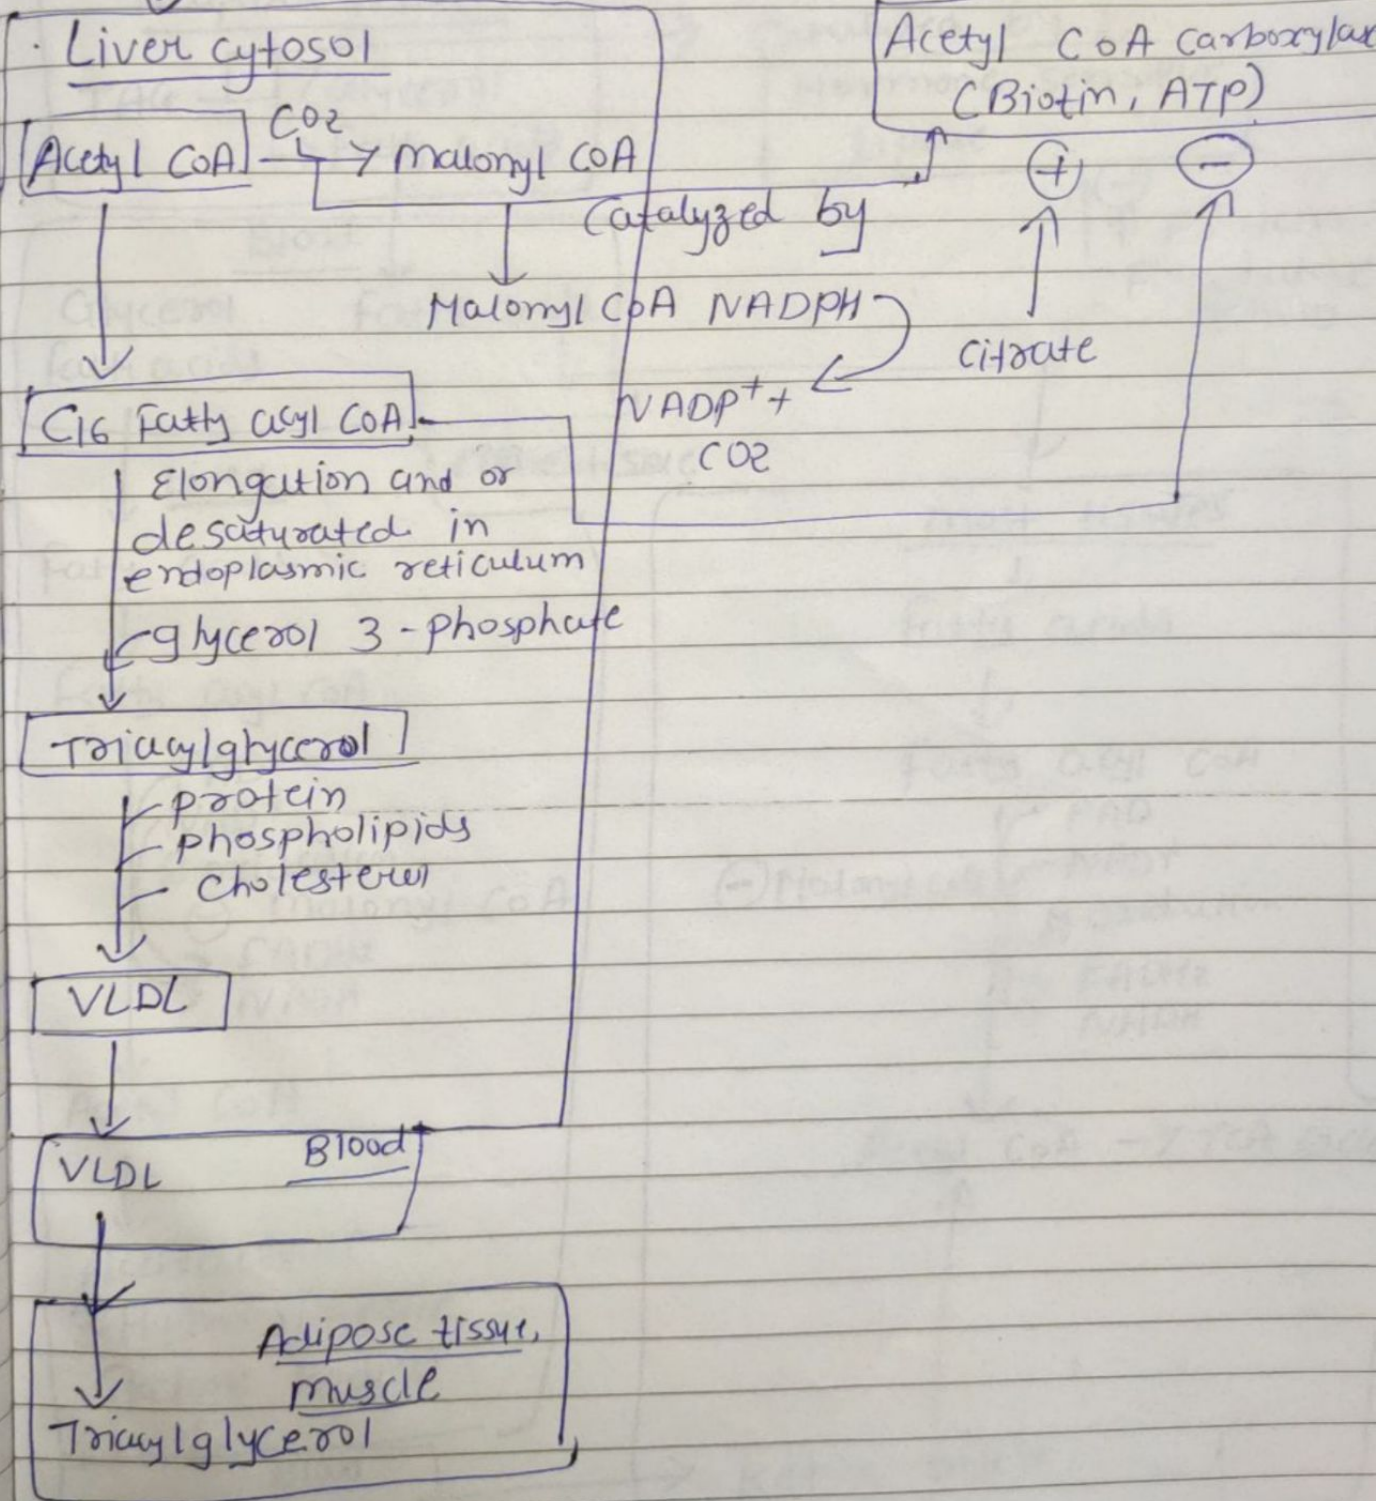 Liver cytosol
Acetyl CoA carboxylas
(Biotin, ATP)
CO2
Acetyl CoA → Malonyl CoA
+ -
Catalyzed by
Malonyl CoA NADPH
Citrate
C16 Fatty acyl CoA
NADP+ +
CO2
Elongation and or
desaturated in
endoplasmic reticulum
glycerol 3-phosphate
Triacylglycerol
protein
phospholipids
cholesterol
VLDL
Blood
VLDL
Adipose tissue,
muscle
Triacylglycerol